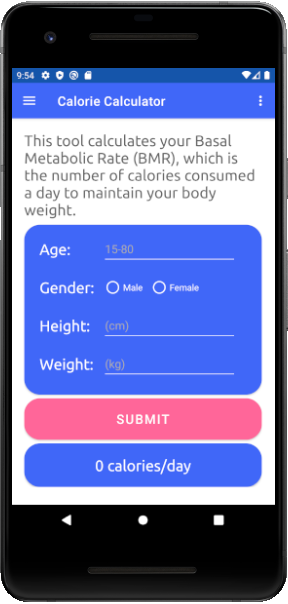 9:54
Calorie Calculator
This tool calculates your Basal
Metabolic Rate (BMR), which is
the number of calories consumed
a day to maintain your body
weight.
Age: 15-80
Gender: Male Female
Height: (cm)
Weight: (kg)
SUBMIT
0 calories/day